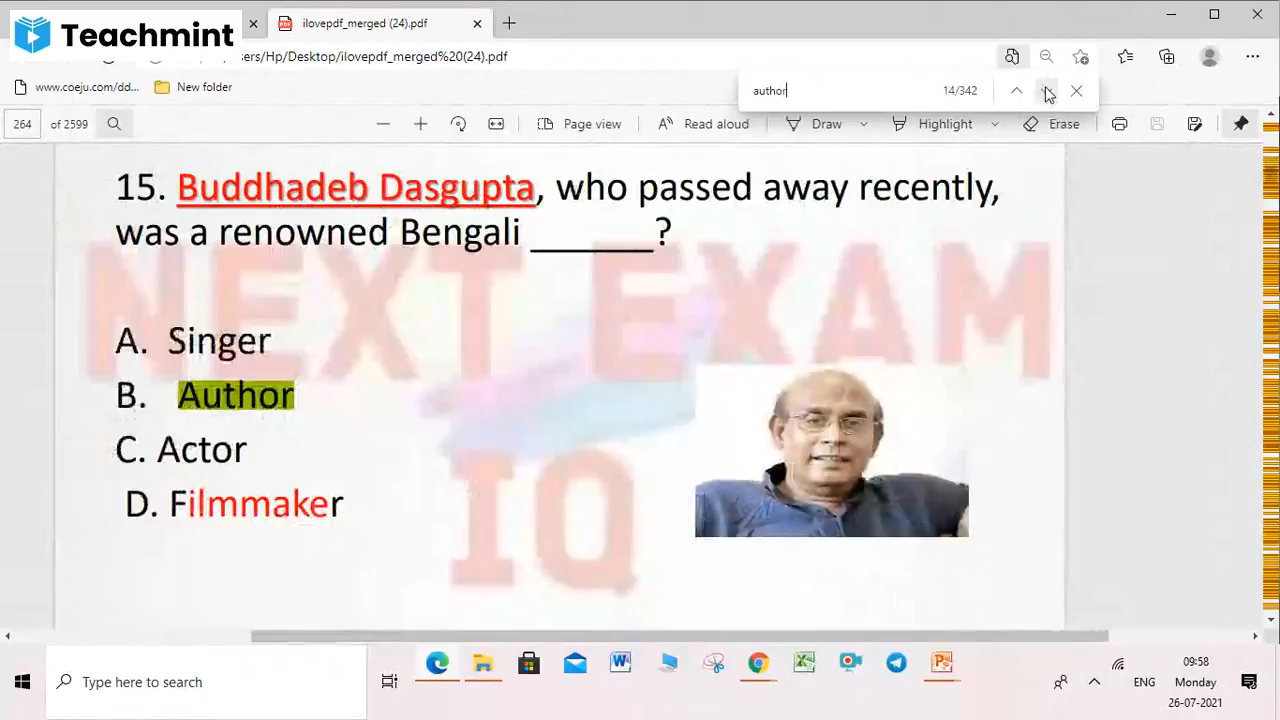 Teachmint
ilovepdf_merged (24).pdf
ers/Hp/Desktop/ilovepdf_merged%20(24).pdf
www.coeju.com/dd...
New folder
author
14/342
264
of 2599
Page view
Read aloud
Draw
Highlight
Erase
15. Buddhadeb Dasgupta, who passed away recently,
was a renowned Bengali ______?
NEXT EXAM
IQ
A. Singer
B. Author
C. Actor
D. Filmmaker
Type here to search
ENG
09:58
Monday
26-07-2021